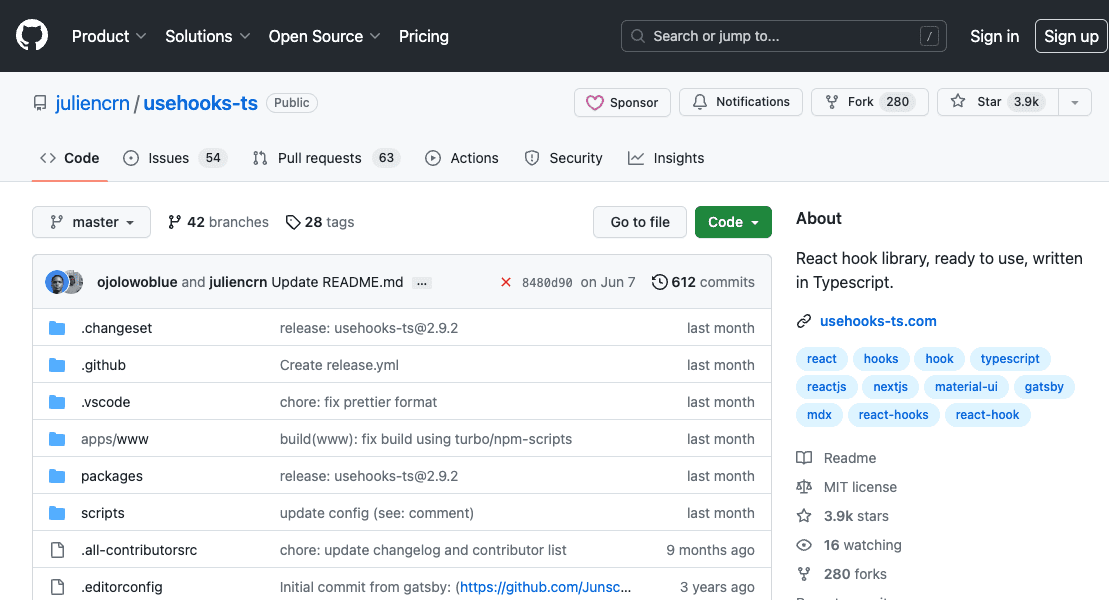 Product Solutions Open Source Pricing Search or jump to... / Sign in Sign up
juliencrn / usehooks-ts Public Sponsor Notifications Fork 280 Star 3.9k
Code Issues 54 Pull requests 63 Actions Security Insights
master 42 branches 28 tags Go to file Code
ojolowoblue and juliencrn Update README.md ... 8480d90 on Jun 7 612 commits
.changeset release: usehooks-ts@2.9.2 last month
.github Create release.yml last month
.vscode chore: fix prettier format last month
apps/www build(www): fix build using turbo/npm-scripts last month
packages release: usehooks-ts@2.9.2 last month
scripts update config (see: comment) last month
.all-contributorsrc chore: update changelog and contributor list 9 months ago
.editorconfig Initial commit from gatsby: (https://github.com/Junsc... 3 years ago
About
React hook library, ready to use, written
in Typescript.
usehooks-ts.com
react hooks hook typescript
reactjs nextjs material-ui gatsby
mdx react-hooks react-hook
Readme
MIT license
3.9k stars
16 watching
280 forks